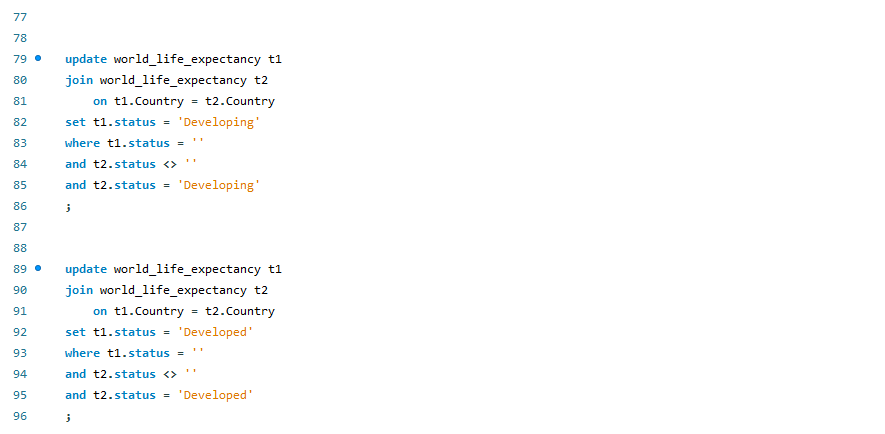 77
78
79 update world_life_expectancy t1
80 join world_life_expectancy t2
81 on t1.Country = t2.Country
82 set t1.status = 'Developing'
83 where t1.status = ''
84 and t2.status <> ''
85 and t2.status = 'Developing'
86 ;
87
88
89 update world_life_expectancy t1
90 join world_life_expectancy t2
91 on t1.Country = t2.Country
92 set t1.status = 'Developed'
93 where t1.status = ''
94 and t2.status <> ''
95 and t2.status = 'Developed'
96 ;